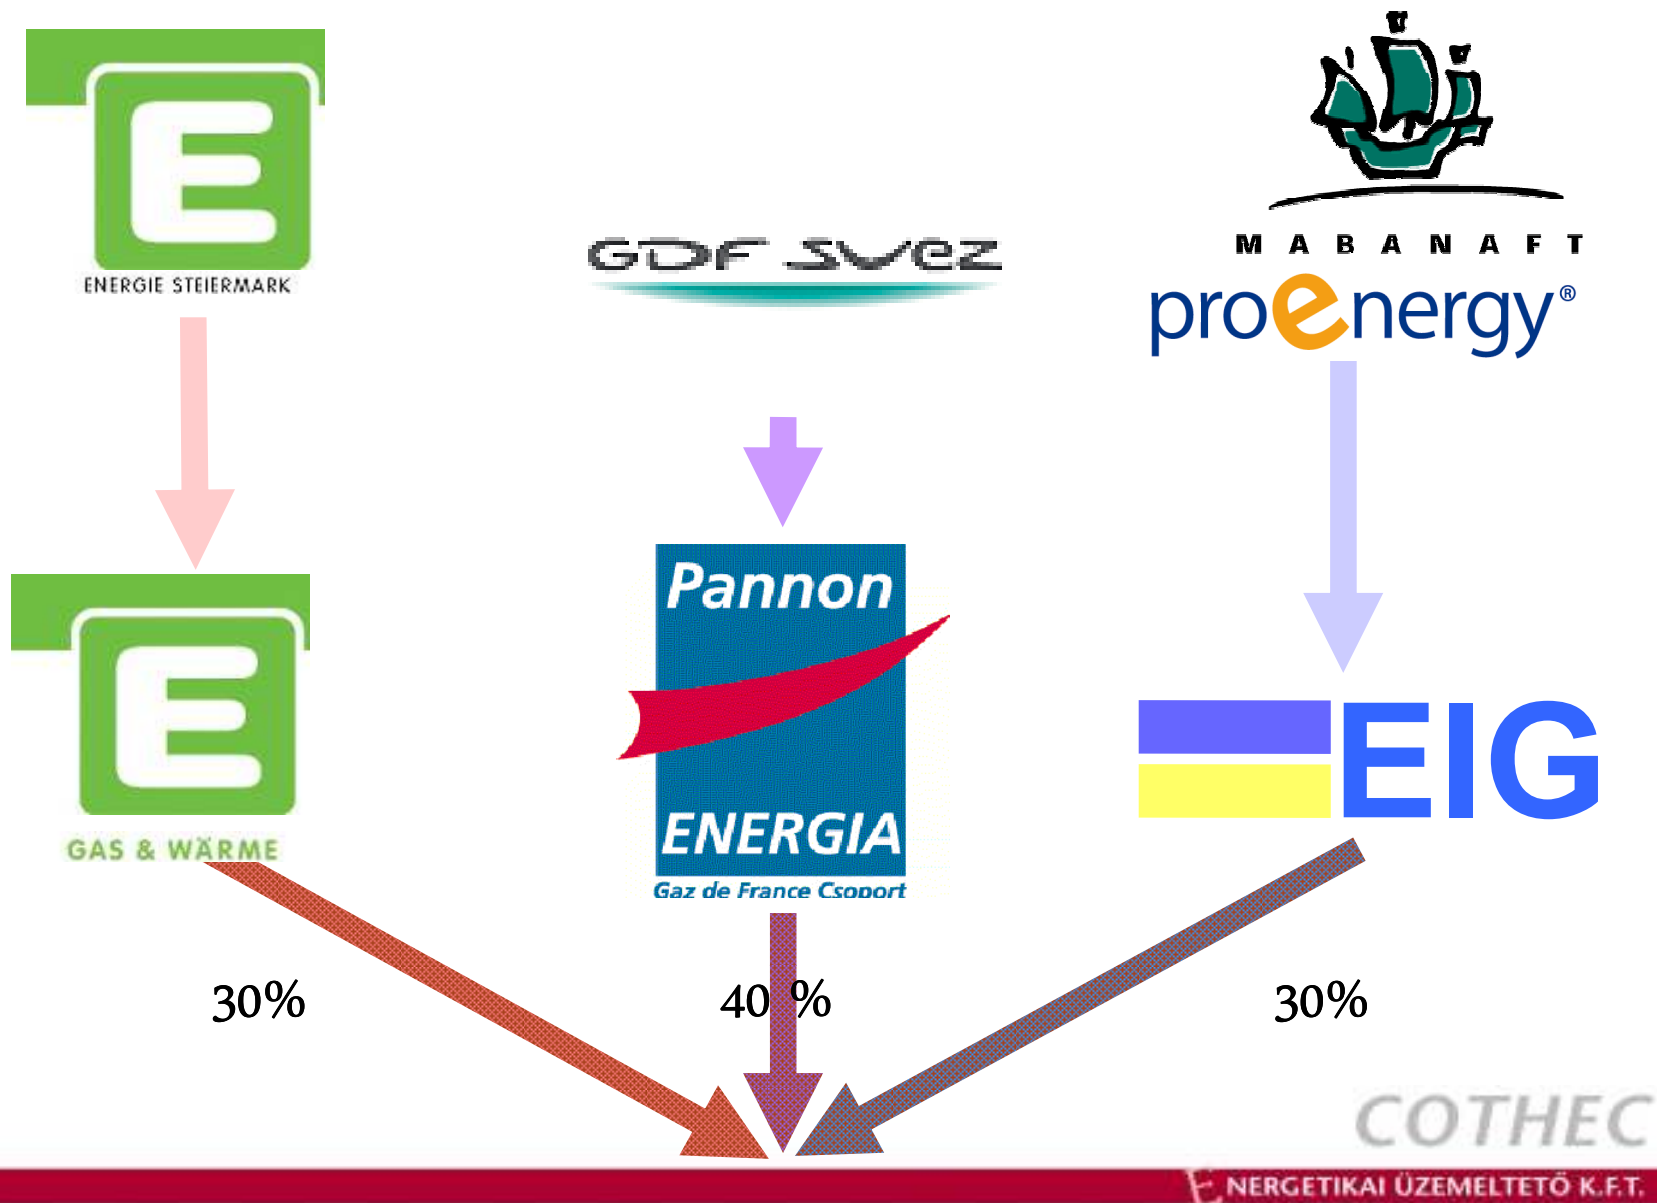 E
ENERGIE STEIERMARK
GDF SUEZ
MABANAFT
proenergy®
E
GAS & WÄRME
Pannon
ENERGIA
Gaz de France Csoport
EIG
30%
40 %
30%
COTHEC
ENERGETIKAI ÜZEMELTETŐ K.F.T.